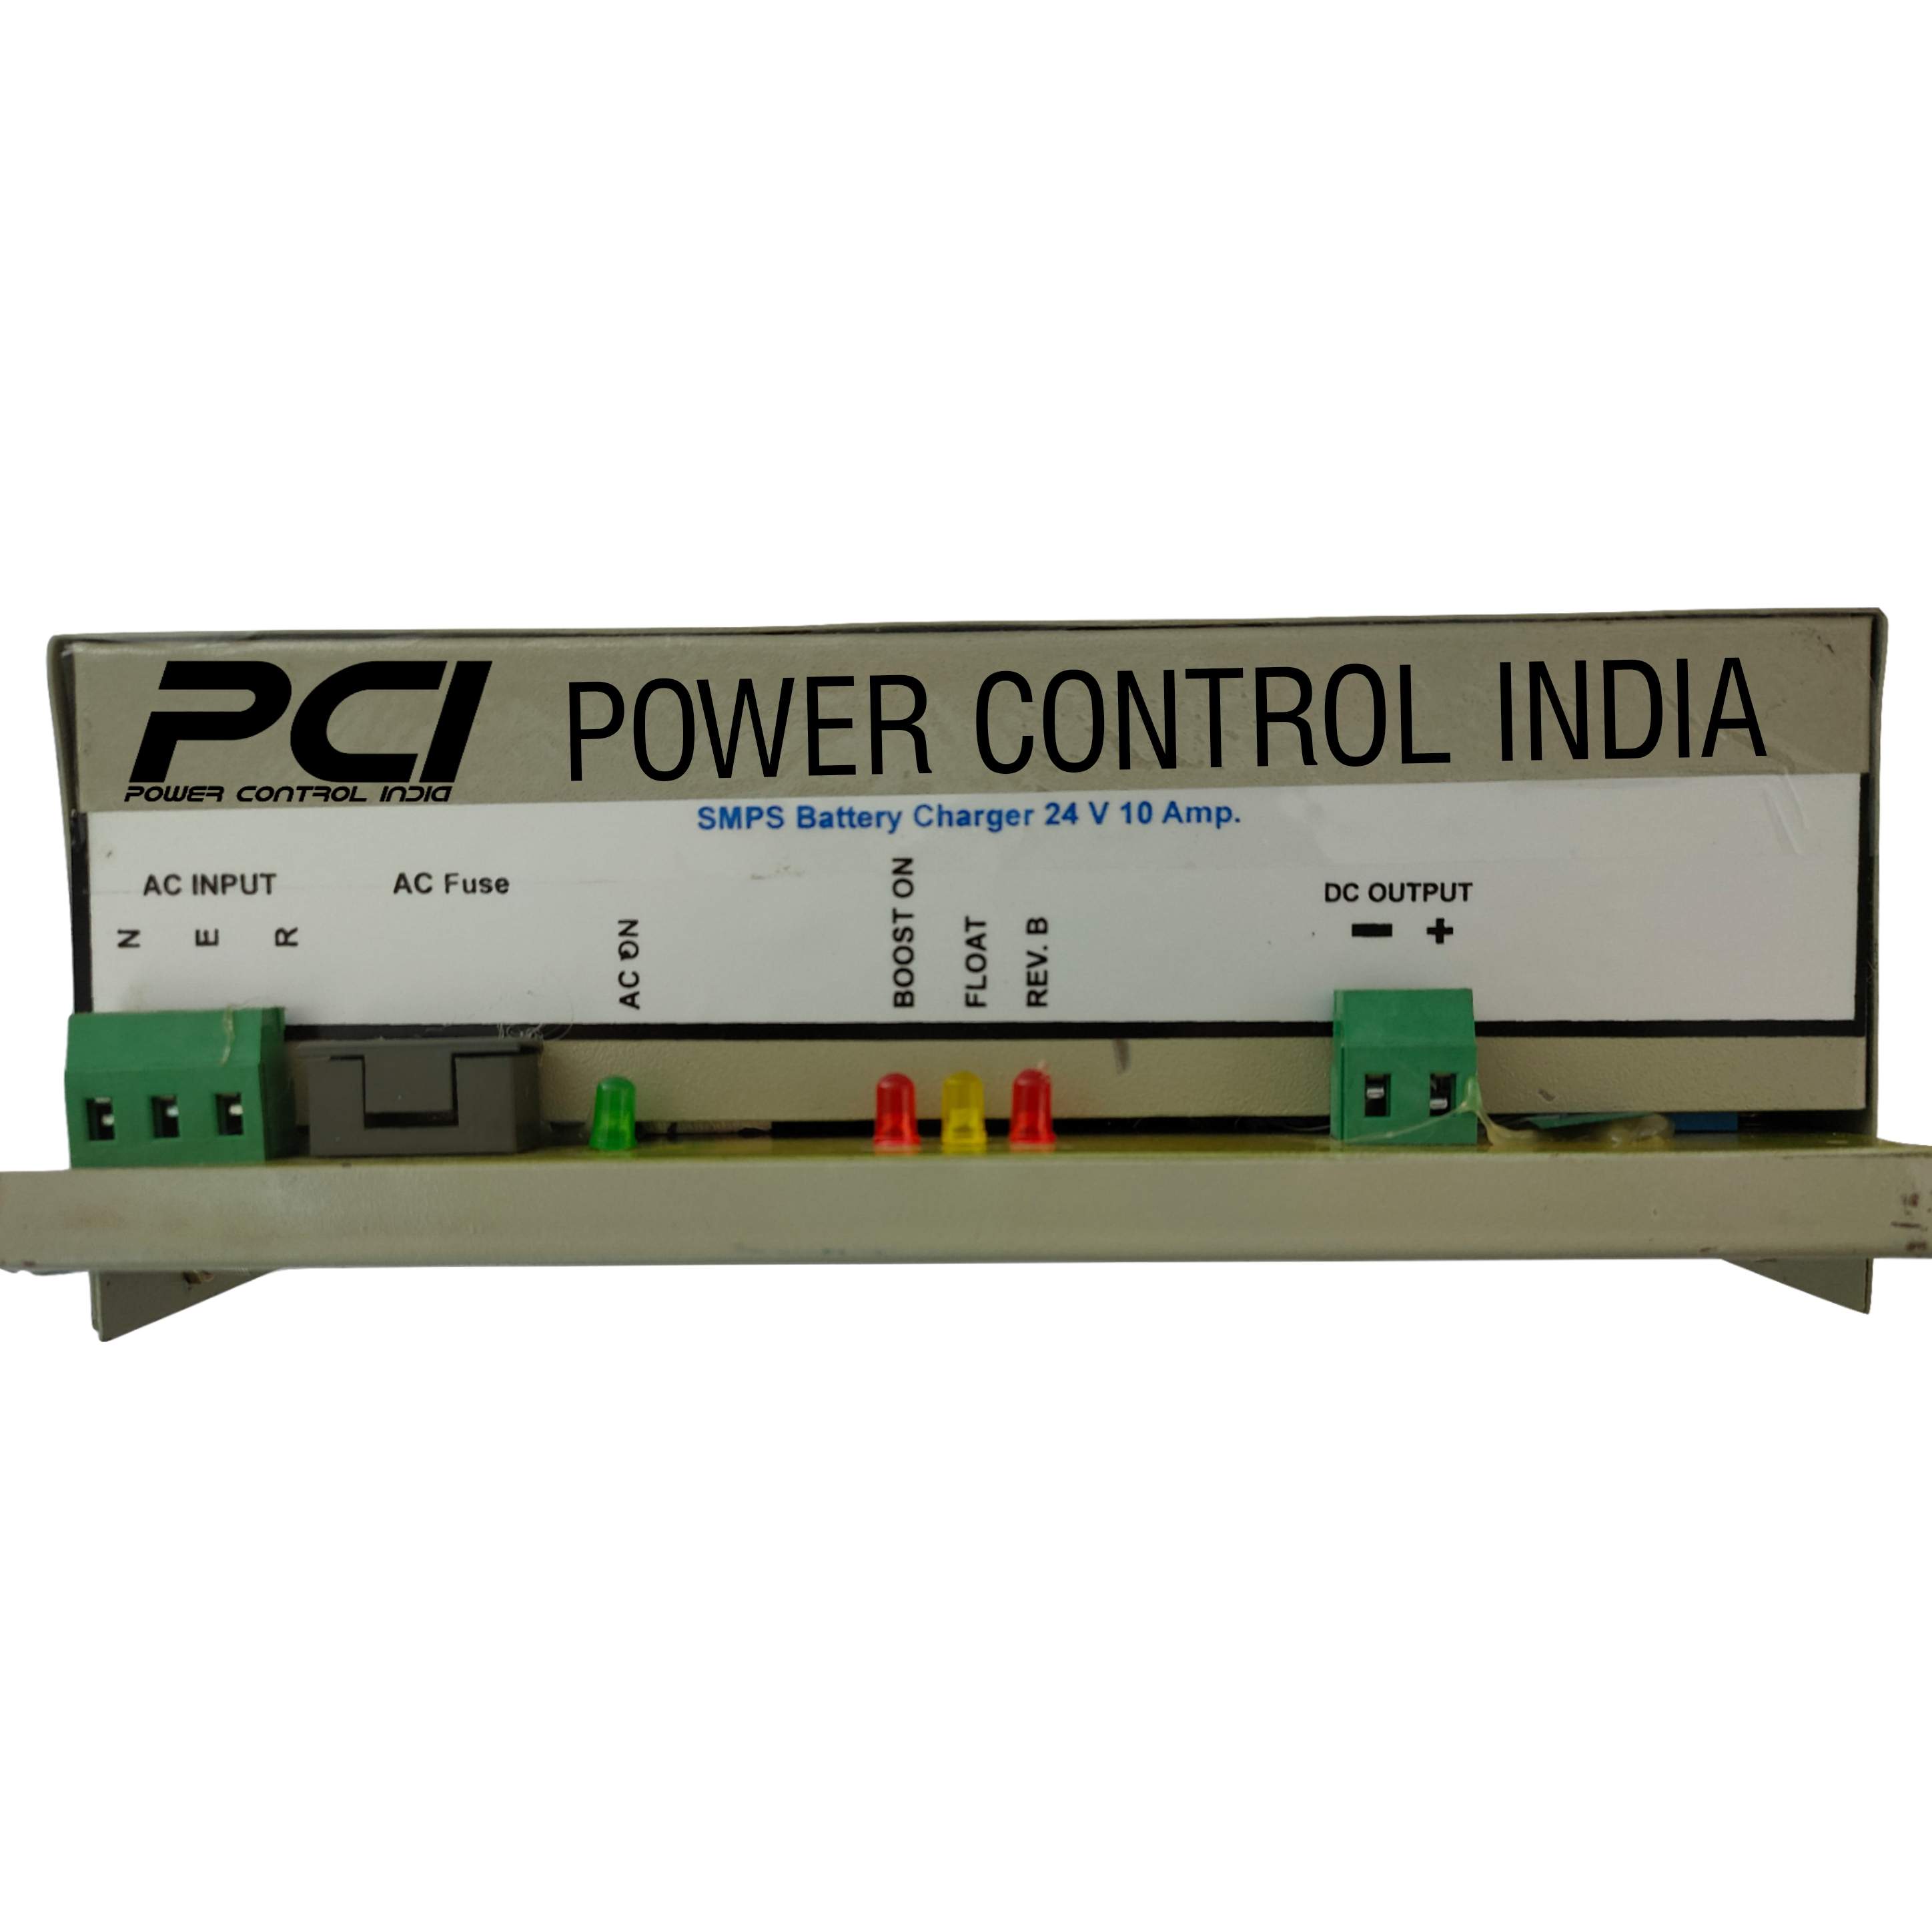 PCI
POWER CONTROL INDIA
POWER CONTROL INDIA
SMPS Battery Charger 24 V 10 Amp.
AC INPUT
AC Fuse
N E R
AC ON
BOOST ON
FLOAT
REV. B
DC OUTPUT
- +